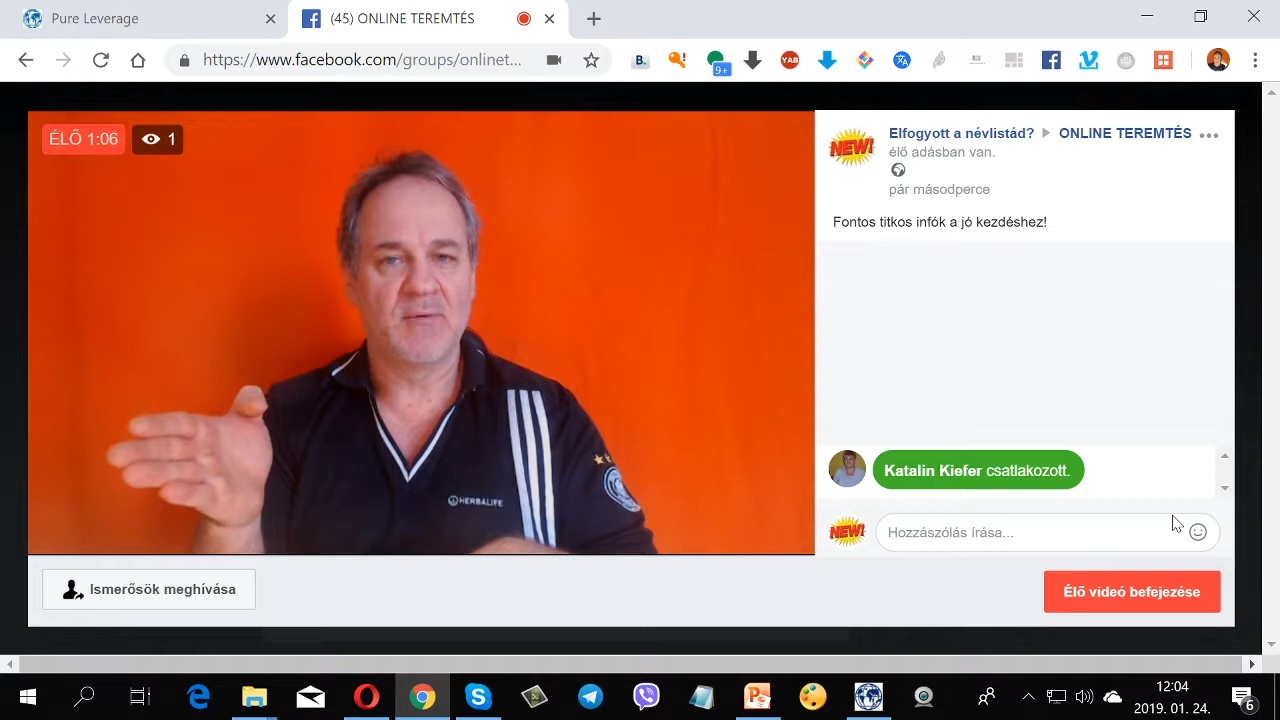 Pure Leverage
(45) ONLINE TEREMTÉS
https://www.facebook.com/groups/onlinet...
B.
9+
YAB
ÉLŐ 1:06
1
NEW!
Elfogyott a névlistád? ▶ ONLINE TEREMTÉS
élő adásban van.
pár másodperce
Fontos titkos infók a jó kezdéshez!
HERBALIFE
Katalin Kiefer csatlakozott.
NEW!
Hozzászólás írása...
Ismerősök meghívása
Élő videó befejezése
12:04
2019. 01. 24.
6